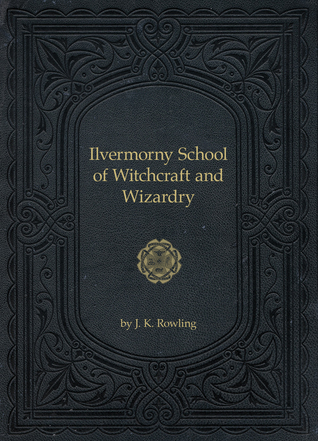 Ilvermorny School
of Witchcraft and
Wizardry
by J. K. Rowling